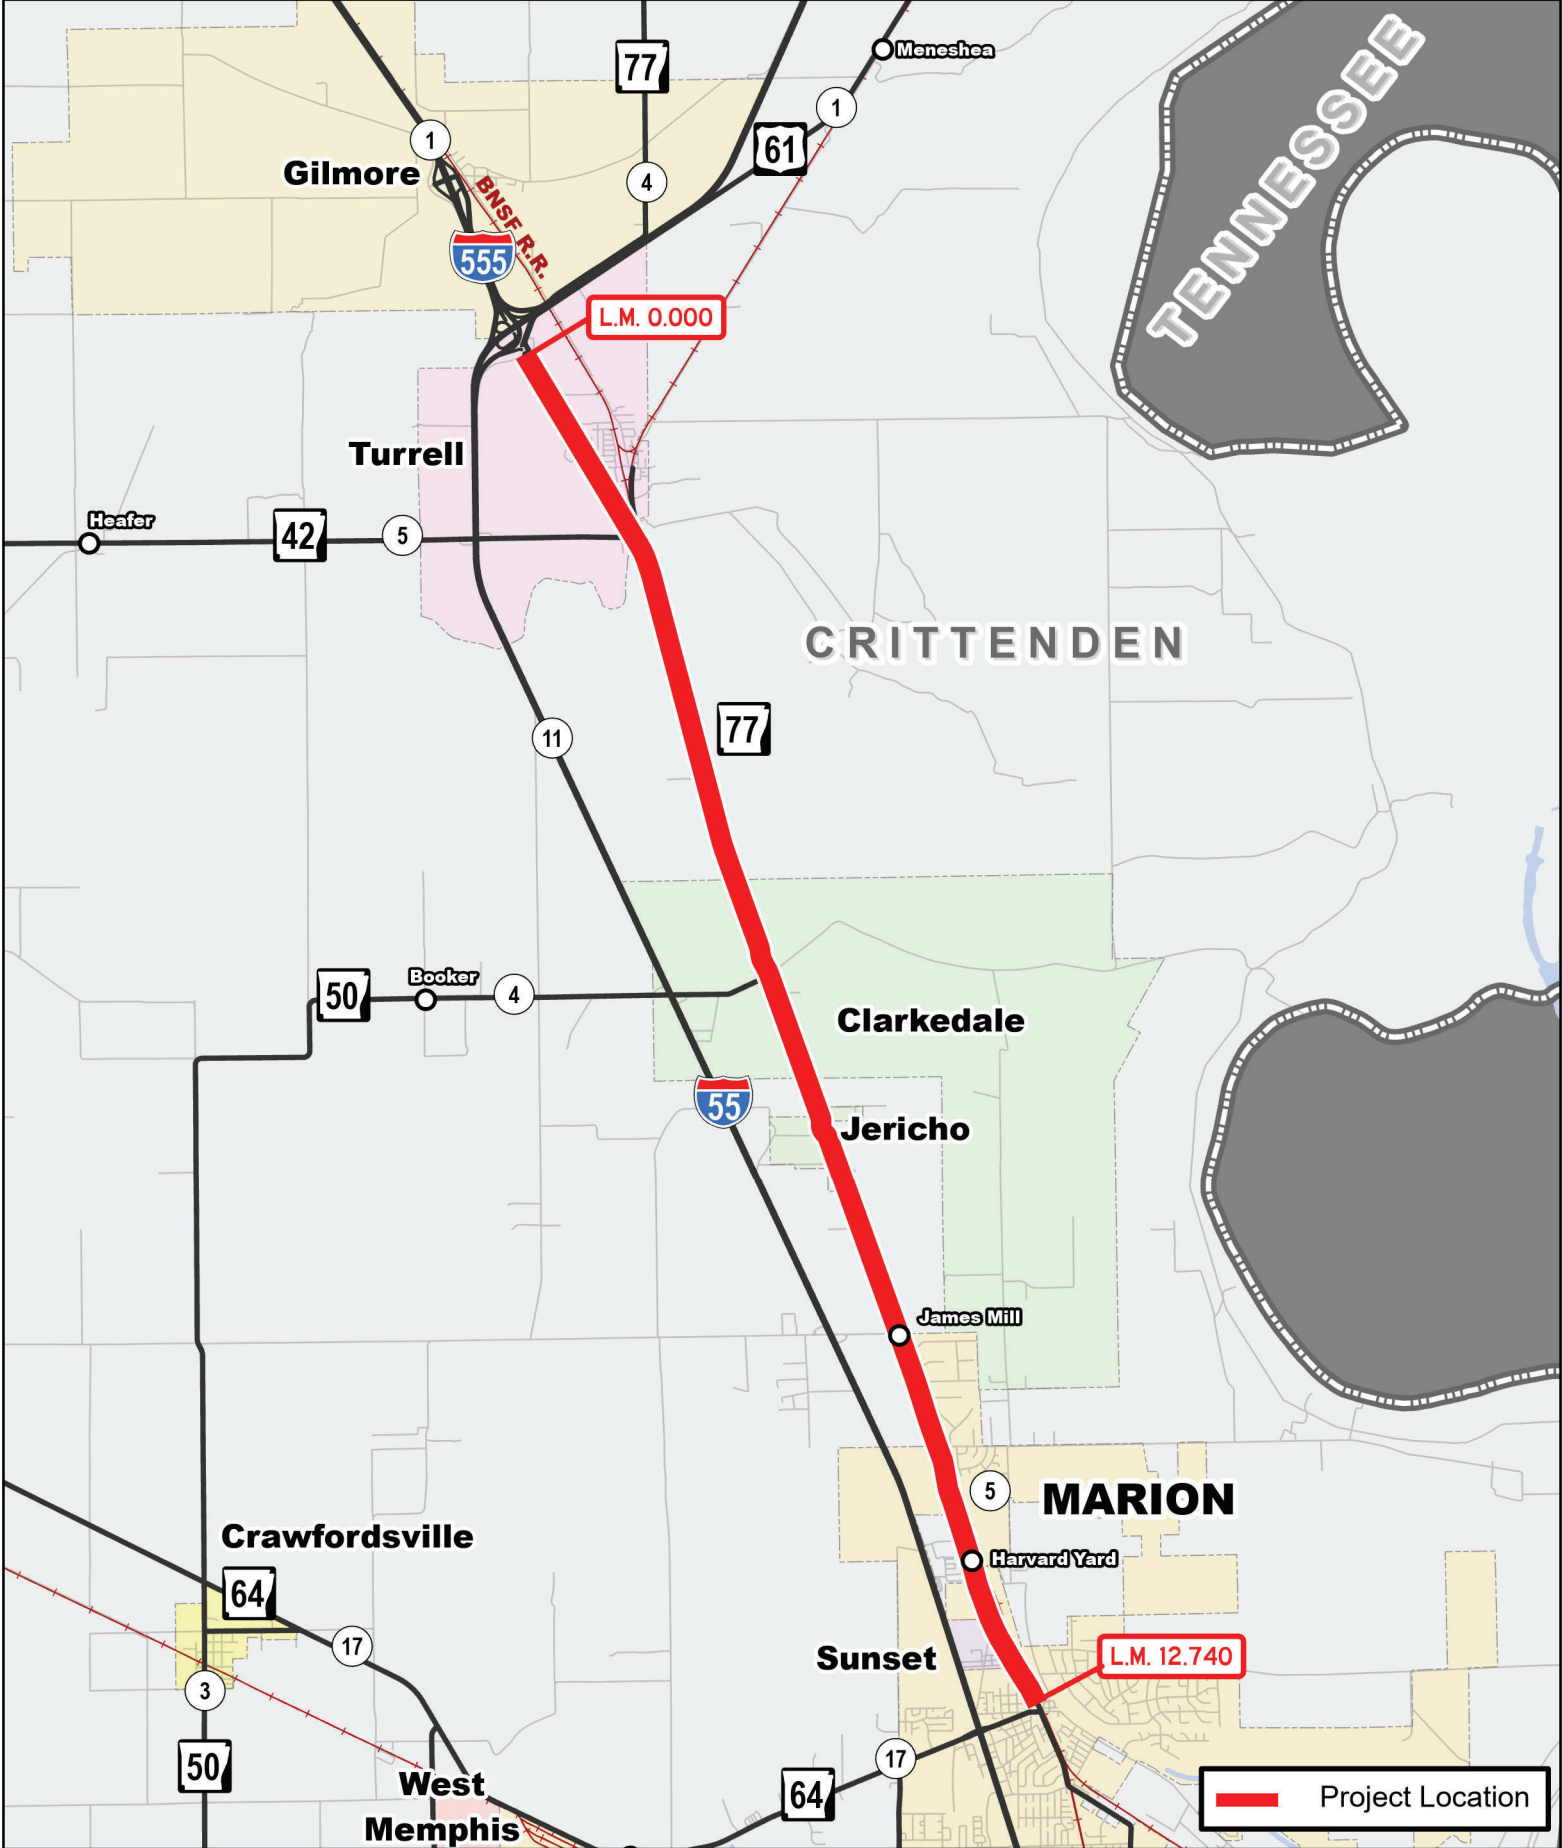 Meneshea
77
1
61
1
TENNESSEE
Gilmore
4
BNSF R.R.
555
L.M. 0.000
Turrell
Heafer
42
5
CRITTENDEN
77
11
Booker
50
4
Clarkedale
55
Jericho
James Mill
5
MARION
Crawfordsville
Harvard Yard
64
17
Sunset
L.M. 12.740
3
17
50
64
West
Memphis
Project Location